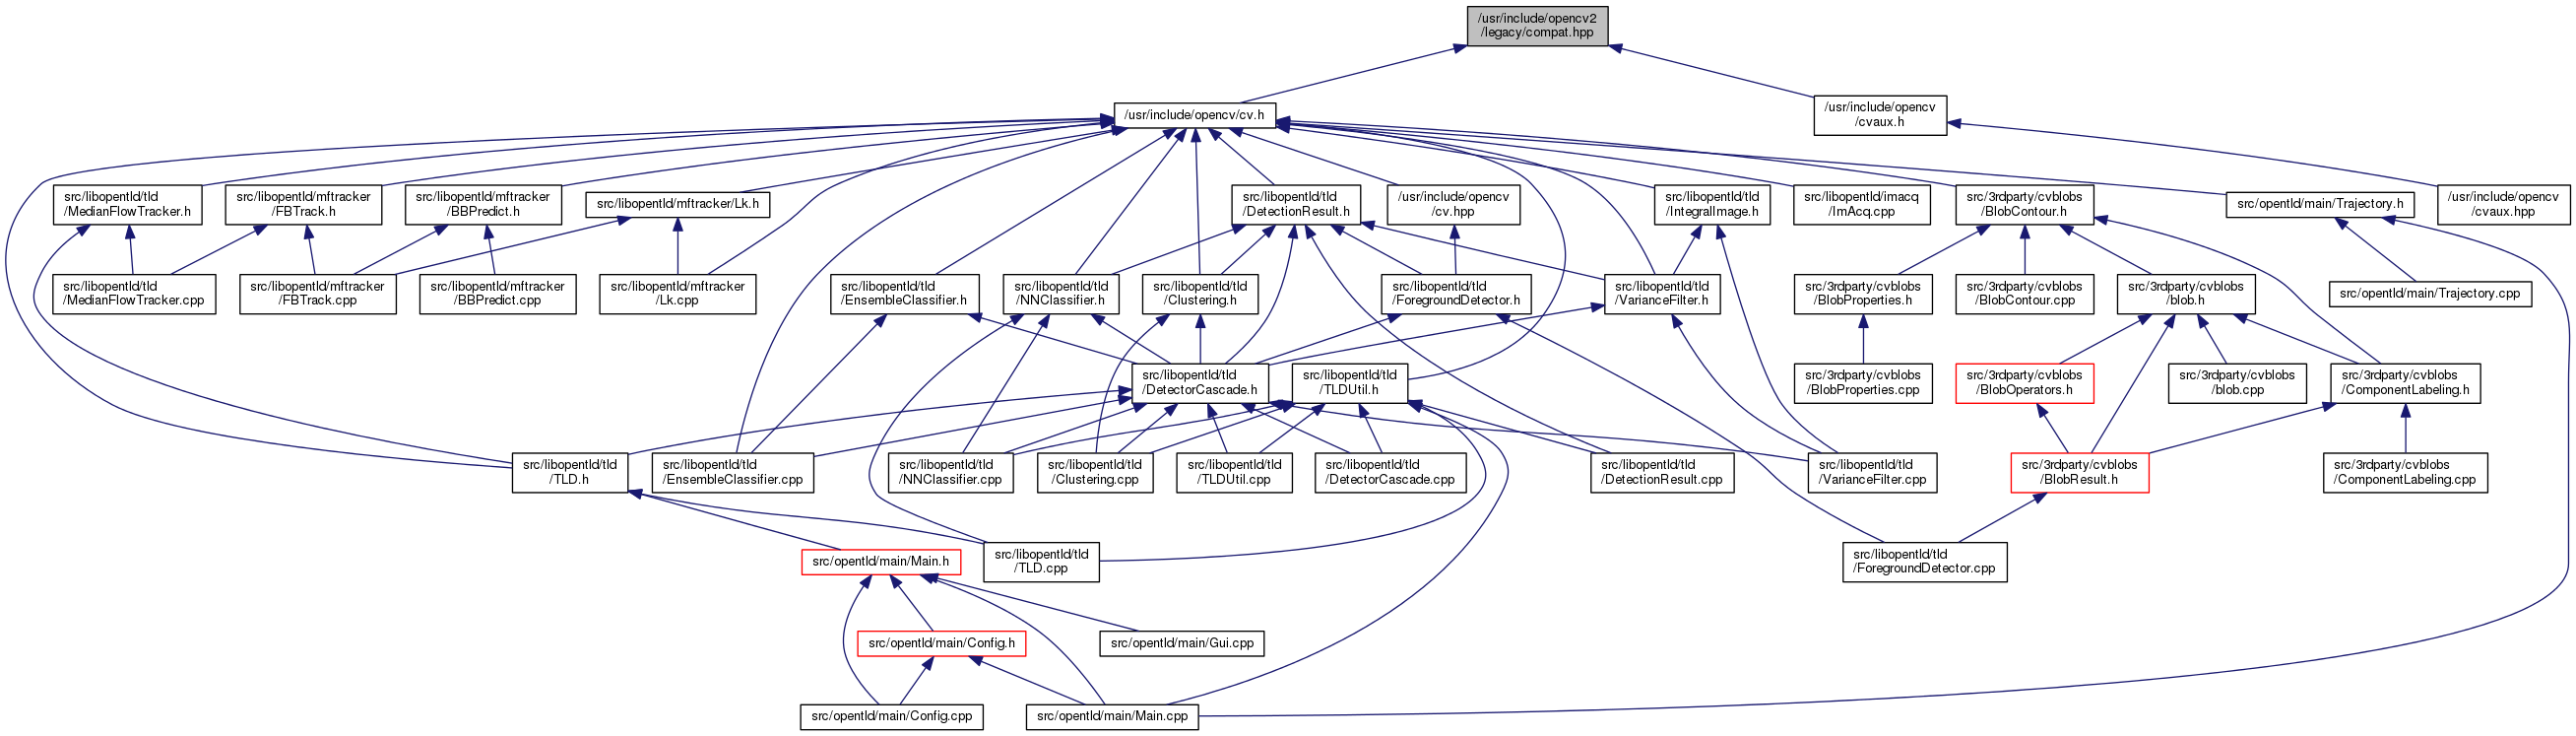 /usr/include/opencv2
/legacy/compat.hpp
/usr/include/opencv/cv.h
/usr/include/opencv
/cvaux.h
src/libopentld/tld
/MedianFlowTracker.h
src/libopentld/mftracker
/FBTrack.h
src/libopentld/mftracker
/BBPredict.h
src/libopentld/mftracker/Lk.h
src/libopentld/tld
/DetectionResult.h
/usr/include/opencv
/cv.hpp
src/libopentld/tld
/IntegralImage.h
src/libopentld/imacq
/ImAcq.cpp
src/3rdparty/cvblobs
/BlobContour.h
src/opentld/main/Trajectory.h
/usr/include/opencv
/cvaux.hpp
src/libopentld/tld
/MedianFlowTracker.cpp
src/libopentld/mftracker
/FBTrack.cpp
src/libopentld/mftracker
/BBPredict.cpp
src/libopentld/mftracker
/Lk.cpp
src/libopentld/tld
/EnsembleClassifier.h
src/libopentld/tld
/NNClassifier.h
src/libopentld/tld
/Clustering.h
src/libopentld/tld
/ForegroundDetector.h
src/libopentld/tld
/VarianceFilter.h
src/3rdparty/cvblobs
/BlobProperties.h
src/3rdparty/cvblobs
/BlobContour.cpp
src/3rdparty/cvblobs
/blob.h
src/opentld/main/Trajectory.cpp
src/libopentld/tld
/DetectorCascade.h
src/libopentld/tld
/TLDUtil.h
src/3rdparty/cvblobs
/BlobProperties.cpp
src/3rdparty/cvblobs
/BlobOperators.h
src/3rdparty/cvblobs
/blob.cpp
src/3rdparty/cvblobs
/ComponentLabeling.h
src/libopentld/tld
/TLD.h
src/libopentld/tld
/EnsembleClassifier.cpp
src/libopentld/tld
/NNClassifier.cpp
src/libopentld/tld
/Clustering.cpp
src/libopentld/tld
/TLDUtil.cpp
src/libopentld/tld
/DetectorCascade.cpp
src/libopentld/tld
/DetectionResult.cpp
src/libopentld/tld
/VarianceFilter.cpp
src/3rdparty/cvblobs
/BlobResult.h
src/3rdparty/cvblobs
/ComponentLabeling.cpp
src/opentld/main/Main.h
src/libopentld/tld
/TLD.cpp
src/libopentld/tld
/ForegroundDetector.cpp
src/opentld/main/Config.h
src/opentld/main/Gui.cpp
src/opentld/main/Config.cpp
src/opentld/main/Main.cpp